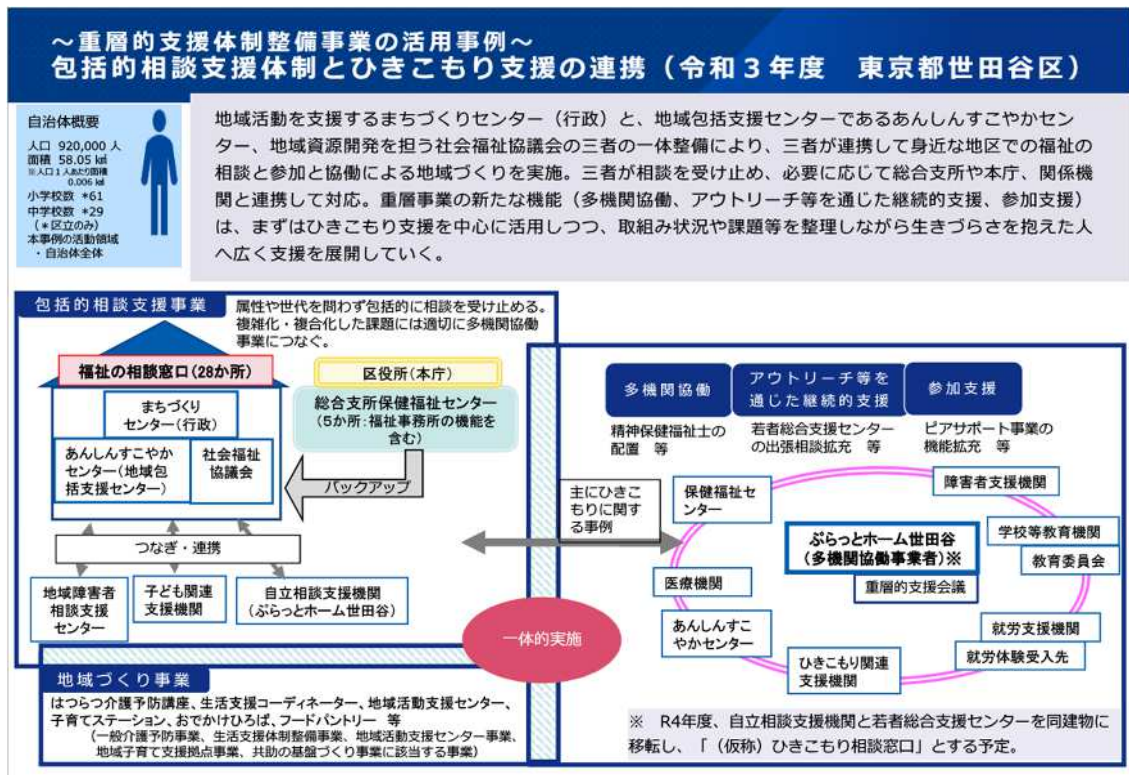 ～重層的支援体制整備事業の活用事例～
包括的相談支援体制とひきこもり支援の連携（令和３年度　東京都世田谷区）
自治体概要
人口 920,000 人
面積 58.05 ㎢
※人口１人あたり面積
0.006 ㎢
小学校数 *61
中学校数 *29
（*区立のみ）
本事例の活動領域
・自治体全体
地域活動を支援するまちづくりセンター（行政）と、地域包括支援センターであるあんしんすこやかセン
ター、地域資源開発を担う社会福祉協議会の三者の一体整備により、三者が連携して身近な地区での福祉の
相談と参加と協働による地域づくりを実施。三者が相談を受け止め、必要に応じて総合支所や本庁、関係機
関と連携して対応。重層事業の新たな機能（多機関協働、アウトリーチ等を通じた継続的支援、参加支援）
は、まずはひきこもり支援を中心に活用しつつ、取組み状況や課題等を整理しながら生きづらさを抱えた人
へ広く支援を展開していく。
包括的相談支援事業
属性や世代を問わず包括的に相談を受け止める。
複雑化・複合化した課題には適切に多機関協働
事業につなぐ。
福祉の相談窓口（28か所）
まちづくり
センター（行政）
あんしんすこやか
センター（地域包
括支援センター）
社会福祉
協議会
区役所（本庁）
総合支所保健福祉センター
（5か所：福祉事務所の機能を
含む）
バックアップ
つなぎ・連携
地域障害者
相談支援
センター
子ども関連
支援機関
自立相談支援機関
（ぷらっとホーム世田谷）
地域づくり事業
はつらつ介護予防講座、生活支援コーディネーター、地域活動支援センター、
子育てステーション、おでかけひろば、フードパントリー　等
（一般介護予防事業、生活支援体制整備事業、地域活動支援センター事業、
地域子育て支援拠点事業、共助の基盤づくり事業に該当する事業）
一体的実施
多機関協働
アウトリーチ等を
通じた継続的支援
参加支援
精神保健福祉士の
配置　等
若者総合支援センター
の出張相談拡充　等
ピアサポート事業の
機能拡充　等
主にひきこ
もりに関す
る事例
保健福祉セ
ンター
障害者支援機関
学校等教育機関
教育委員会
ぷらっとホーム世田谷
（多機関協働事業者）※
重層的支援会議
医療機関
あんしんすこ
やかセンター
ひきこもり関連
支援機関
就労支援機関
就労体験受入先
※　R4年度、自立相談支援機関と若者総合支援センターを同建物に
移転し、「（仮称）ひきこもり相談窓口」とする予定。